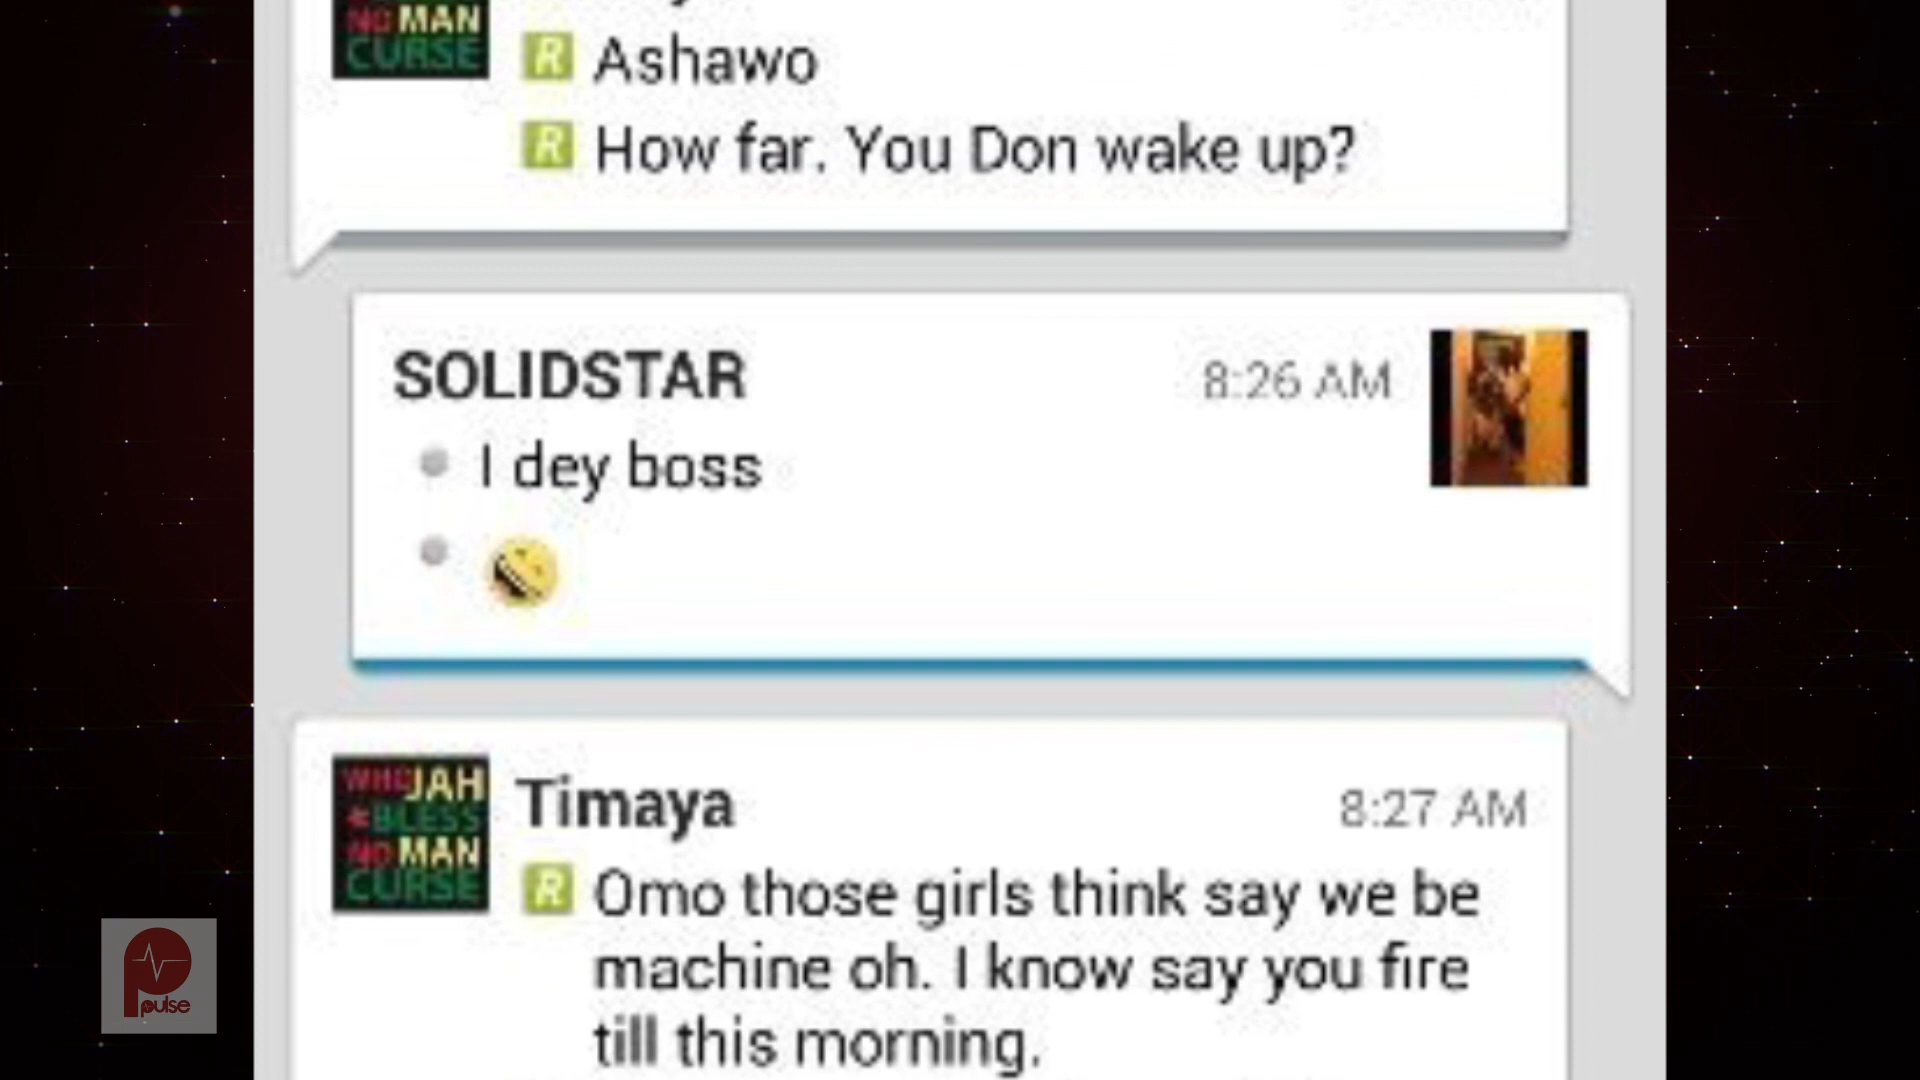 NO MAN
CURSE
R Ashawo
R How far. You Don wake up?
SOLIDSTAR 8:26 AM
I dey boss
WHO JAH
BLESS
NO MAN
CURSE
Timaya 8:27 AM
R Omo those girls think say we be
machine oh. I know say you fire
till this morning.
pulse